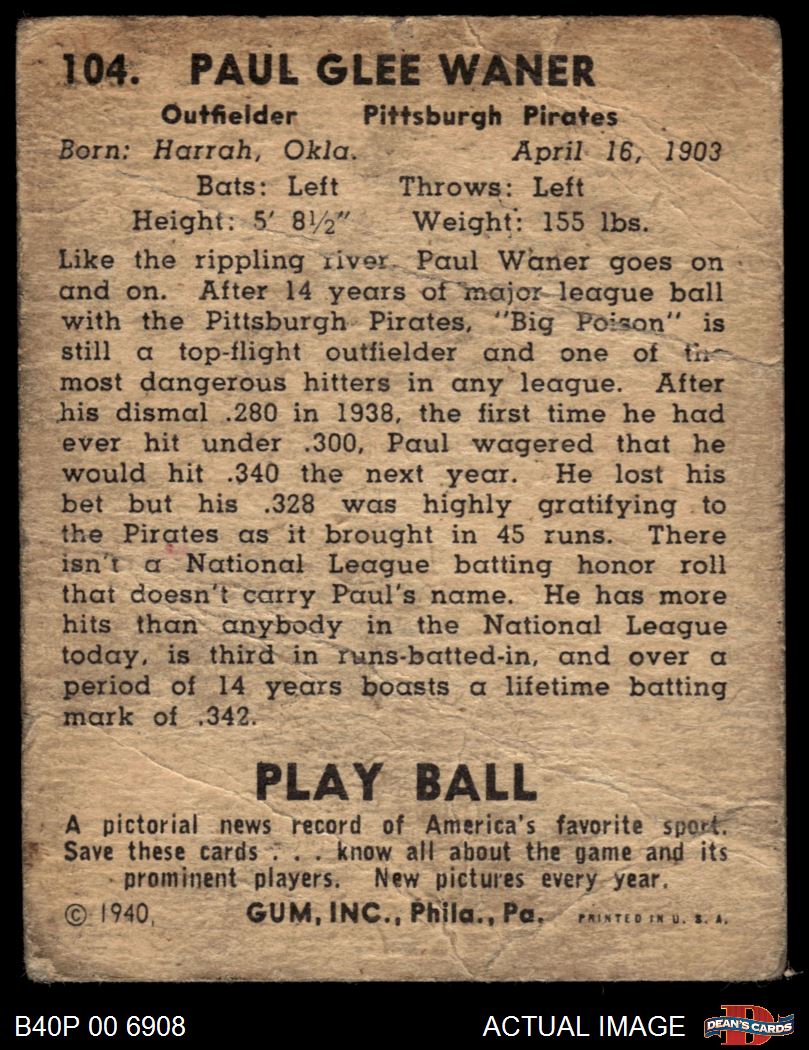 104. PAUL GLEE WANER
Outfielder Pittsburgh Pirates
Born: Harrah, Okla. April 16, 1903
Bats: Left Throws: Left
Height: 5' 8½" Weight: 155 lbs.
Like the rippling river Paul Waner goes on
and on. After 14 years of major league ball
with the Pittsburgh Pirates, "Big Poison" is
still a top-flight outfielder and one of the
most dangerous hitters in any league. After
his dismal .280 in 1938, the first time he had
ever hit under .300, Paul wagered that he
would hit .340 the next year. He lost his
bet but his .328 was highly gratifying to
the Pirates as it brought in 45 runs. There
isn't a National League batting honor roll
that doesn't carry Paul's name. He has more
hits than anybody in the National League
today, is third in runs-batted-in, and over a
period of 14 years boasts a lifetime batting
mark of .342.
PLAY BALL
A pictorial news record of America's favorite sport.
Save these cards . . . know all about the game and its
prominent players. New pictures every year.
© 1940, GUM, INC., Phila., Pa. PRINTED IN U. S. A.
B40P 00 6908 ACTUAL IMAGE D DEAN'S CARDS